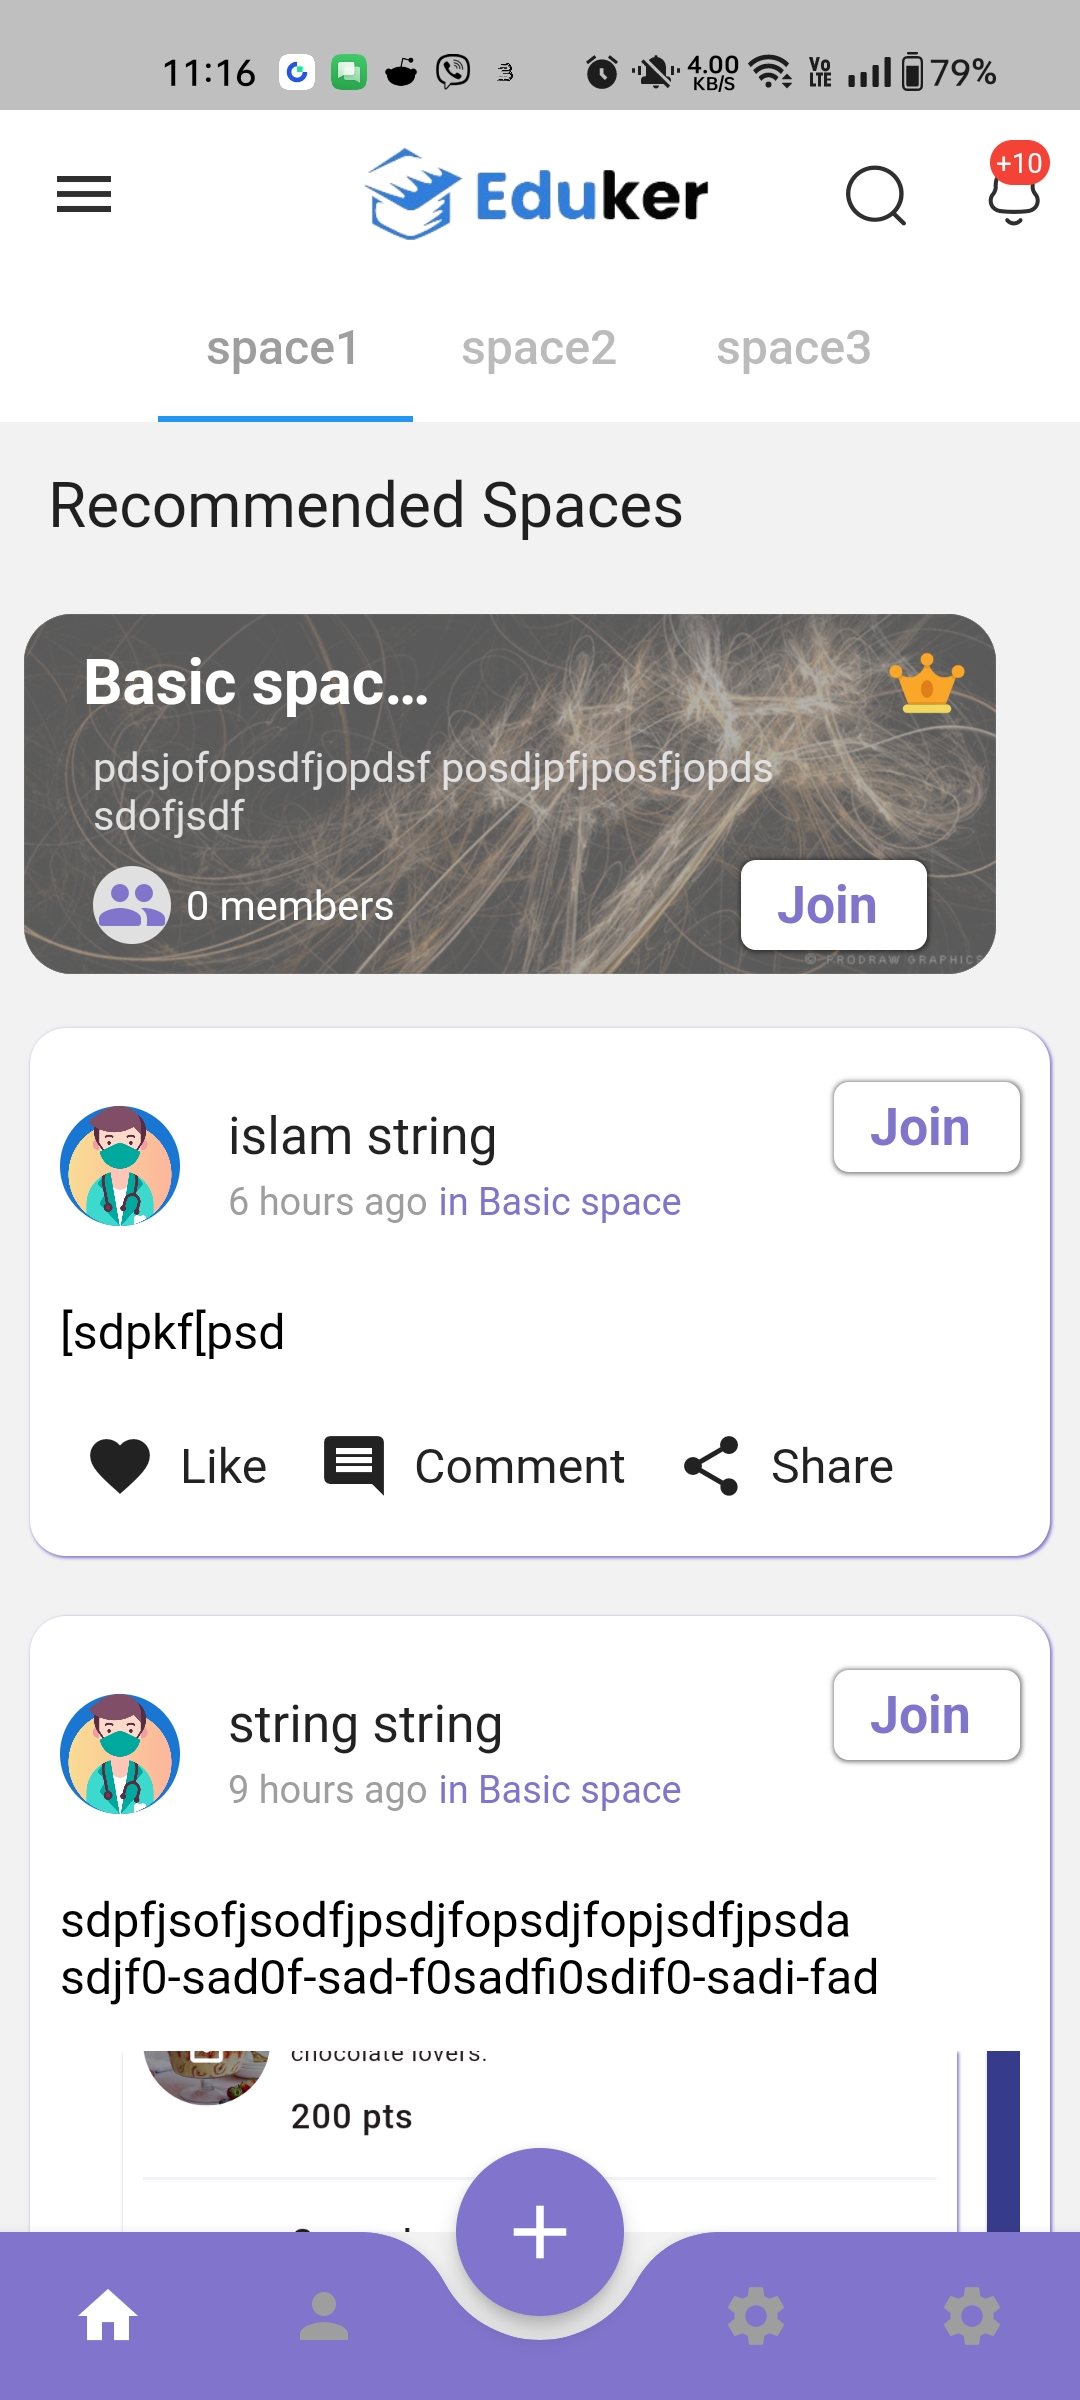 11:16
4.00 KB/S
Vo LTE
79%
Eduker
+10
space1 space2 space3
Recommended Spaces
Basic spac...
pdsjofopsdfjopdsf posdjpfjposfjopds
sdofjsdf
0 members
Join
© PRODRAW GRAPHICS
islam string
Join
6 hours ago in Basic space
[sdpkf[psd
Like Comment Share
string string
Join
9 hours ago in Basic space
sdpfjsofjsodfjpsdjfopsdjfopjsdfjpsda
sdjf0-sad0f-sad-f0sadfi0sdif0-sadi-fad
chocolate lovers.
200 pts